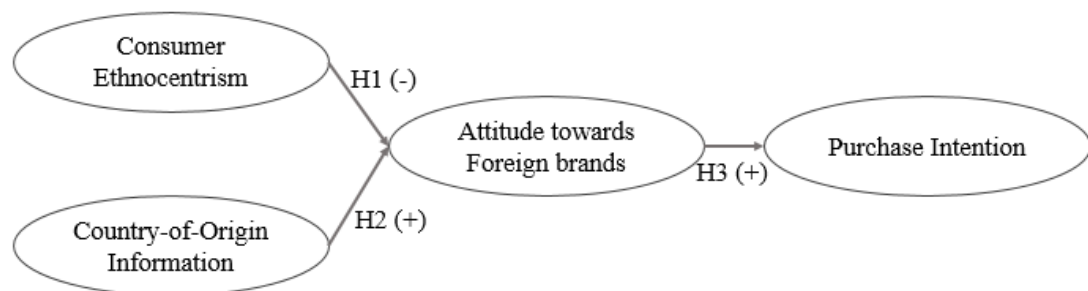 Consumer
Ethnocentrism
H1 (-)
Attitude towards
Foreign brands
H3 (+)
Purchase Intention
H2 (+)
Country-of-Origin
Information